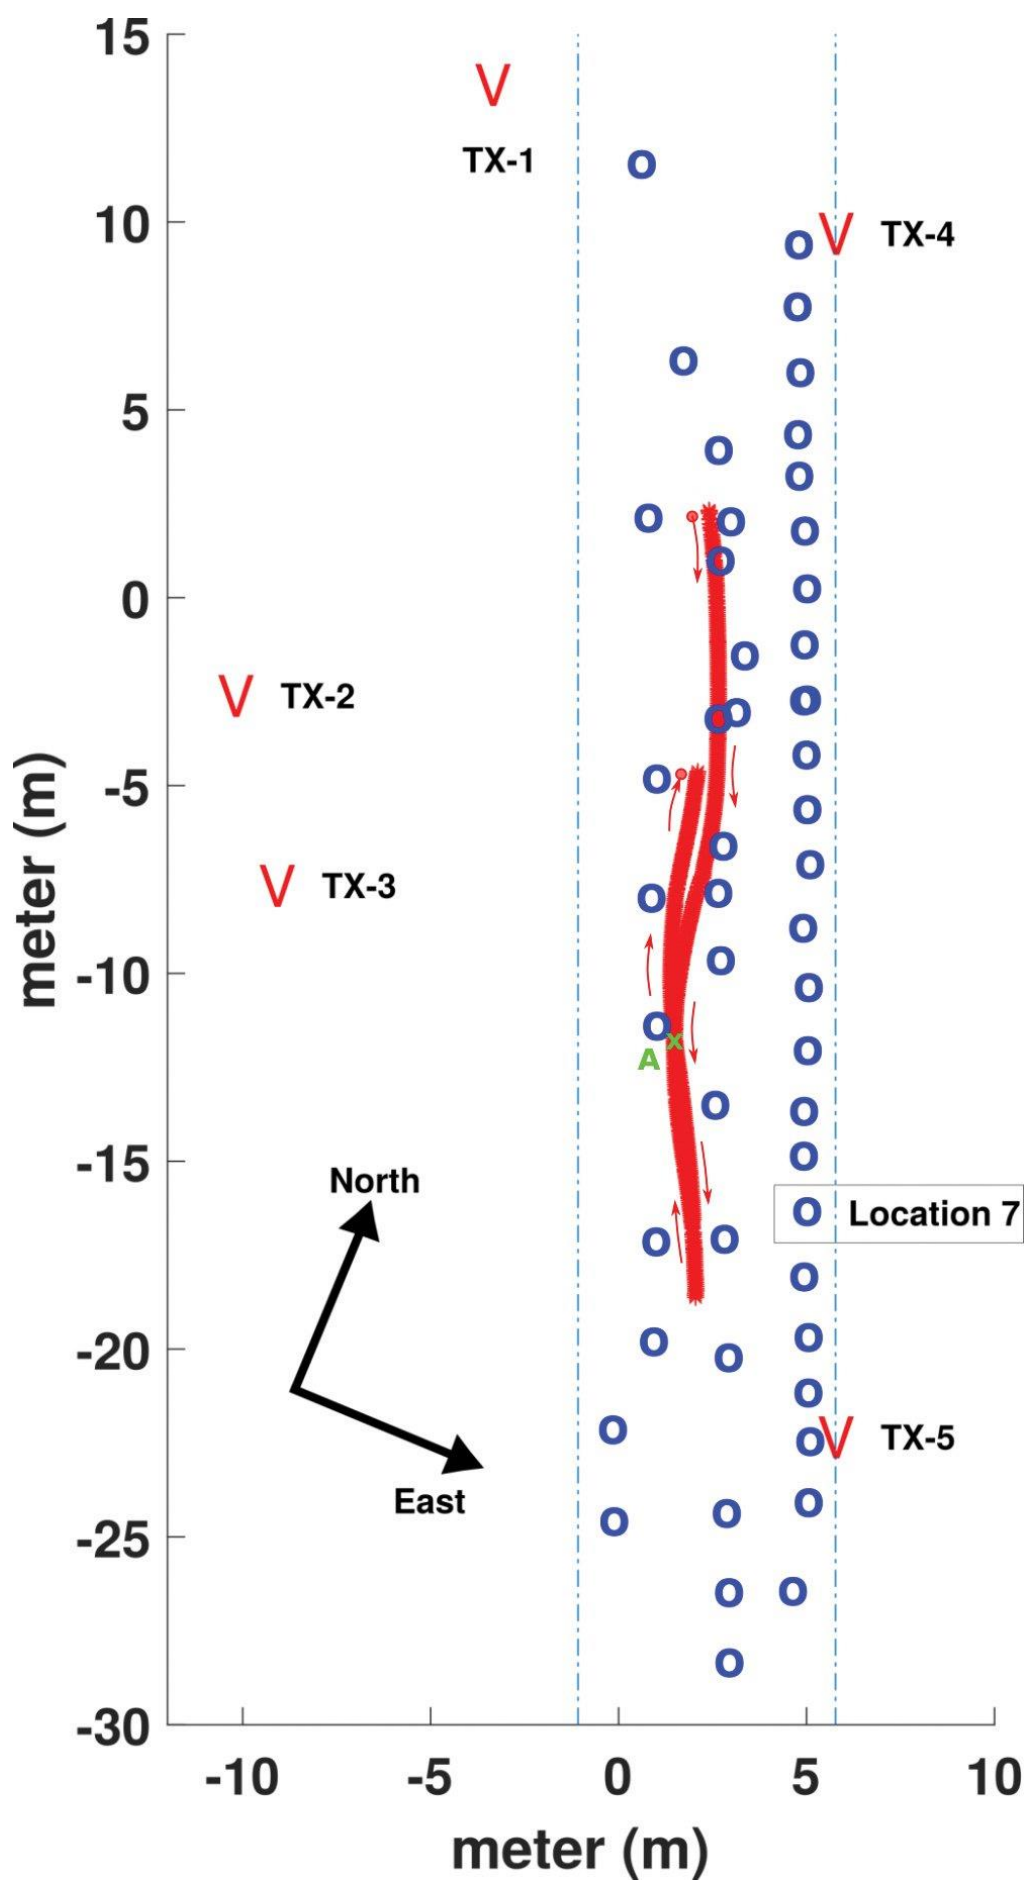 15
V
TX-1
10
V TX-4
5
0
V TX-2
-5
V TX-3
meter (m)
-10
x
A
-15
North
Location 7
-20
V TX-5
East
-25
-30
-10 -5 0 5 10
meter (m)